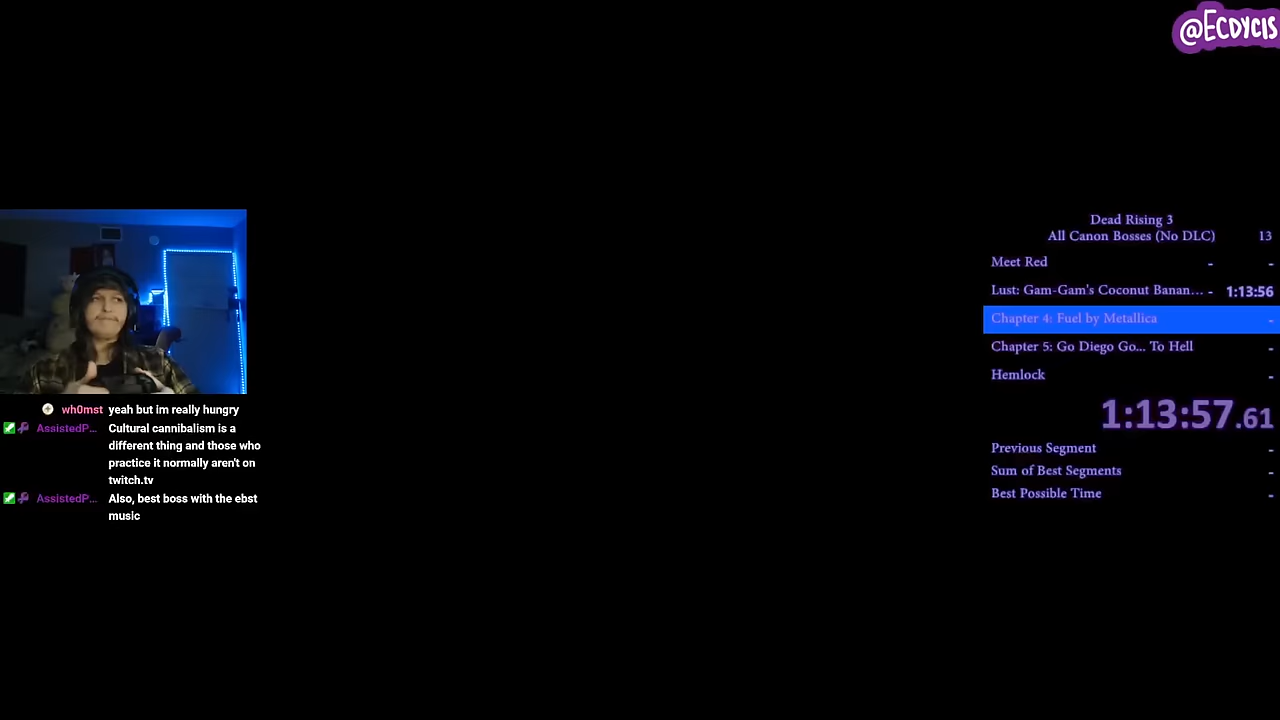 @ECDYCIS
Dead Rising 3
All Canon Bosses (No DLC) 13
Meet Red - -
Lust: Gam-Gam's Coconut Banan... - 1:13:56
Chapter 4: Fuel by Metallica -
Chapter 5: Go Diego Go... To Hell -
Hemlock -
1:13:57.61
Previous Segment -
Sum of Best Segments -
Best Possible Time -
wh0mst yeah but im really hungry
AssistedP... Cultural cannibalism is a
different thing and those who
practice it normally aren't on
twitch.tv
AssistedP... Also, best boss with the ebst
music